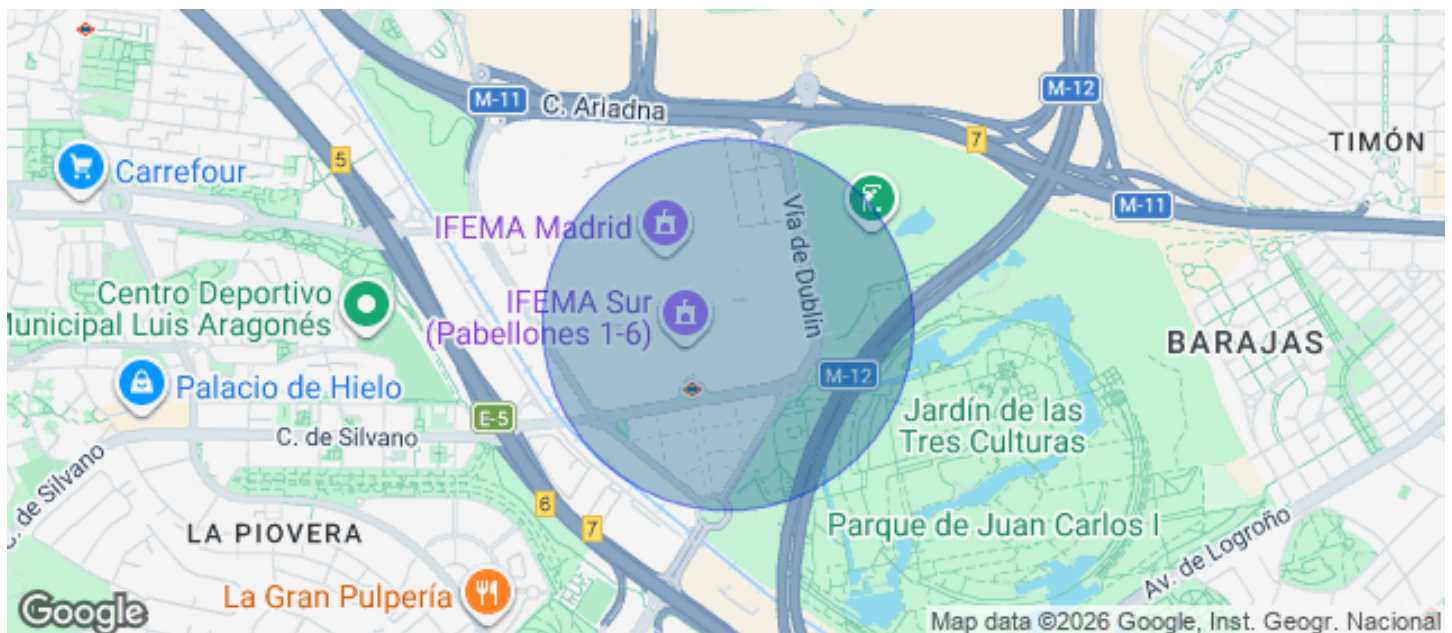 M-11
C. Ariadna
M-12
7
TIMÓN
5
Carrefour
M-11
IFEMA Madrid
Vía de Dublín
Centro Deportivo
Municipal Luis Aragonés
IFEMA Sur
(Pabellones 1-6)
BARAJAS
Palacio de Hielo
M-12
E-5
C. de Silvano
Jardín de las
Tres Culturas
C. de Silvano
6
7
LA PIOVERA
Parque de Juan Carlos I
Av. de Logroño
La Gran Pulpería
Google
Map data ©2026 Google, Inst. Geogr. Nacional